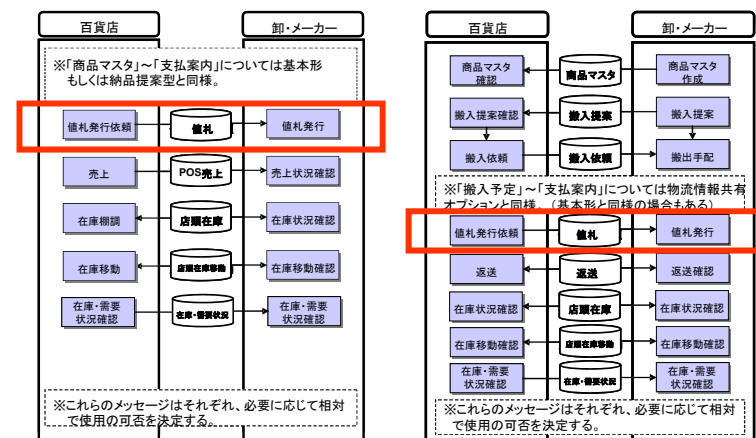 百貨店
卸・メーカー
※「商品マスタ」～「支払案内」については基本形
もしくは納品提案型と同様。
値札発行依頼
値札
値札発行
売上
POS売上
売上状況確認
在庫棚調
店頭在庫
在庫状況確認
在庫移動
店頭在庫移動
在庫移動確認
在庫・需要
状況確認
在庫・需要状況
在庫・需要
状況確認
※これらのメッセージはそれぞれ、必要に応じて相対
で使用の可否を決定する。
百貨店
卸・メーカー
商品マスタ
確認
商品マスタ
商品マスタ
作成
搬入提案確認
搬入提案
搬入提案
搬入依頼
搬入依頼
搬出手配
※「搬入予定」～「支払案内」については物流情報共有
オプションと同様。（基本形と同様の場合もある）
値札発行依頼
値札
値札発行
返送
返送
返送確認
在庫状況確認
店頭在庫
在庫状況確認
在庫移動確認
店頭在庫移動
在庫移動確認
在庫・需要
状況確認
在庫・需要状況
在庫・需要
状況確認
※これらのメッセージはそれぞれ、必要に応じて相対
で使用の可否を決定する。